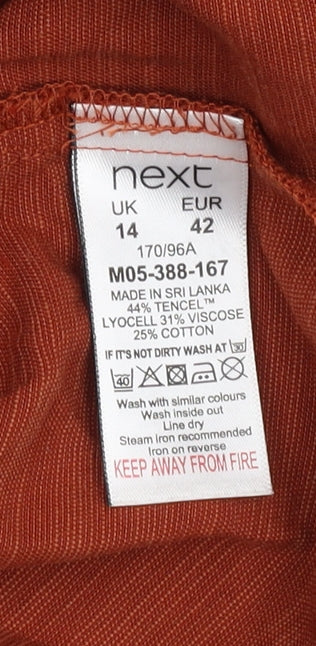 next
UK EUR
14 42
170/96A
M05-388-167
MADE IN SRI LANKA
44% TENCEL™
LYOCELL 31% VISCOSE
25% COTTON
IF IT'S NOT DIRTY WASH AT 30
40
Wash with similar colours
Wash inside out
Line dry
Steam iron recommended
Iron on reverse
KEEP AWAY FROM FIRE